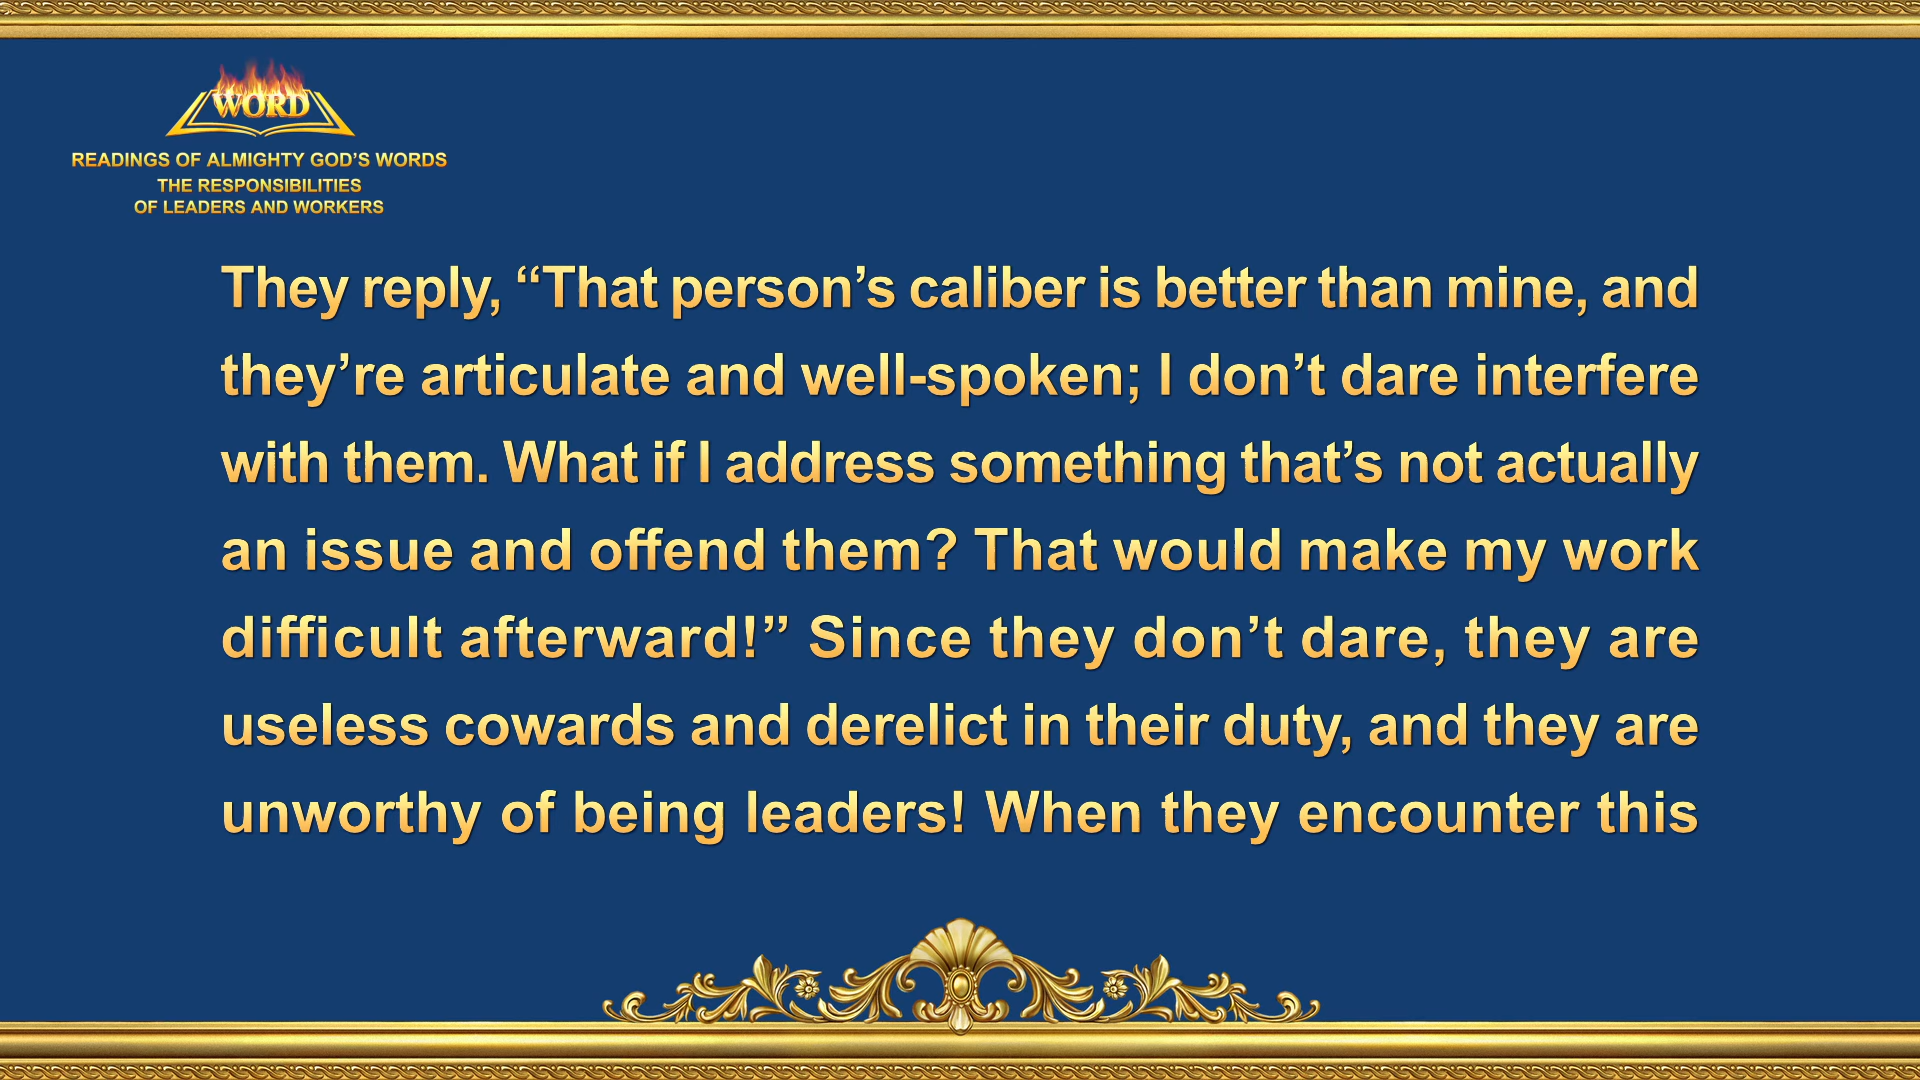 WORD
READINGS OF ALMIGHTY GOD’S WORDS
THE RESPONSIBILITIES
OF LEADERS AND WORKERS
They reply, “That person’s caliber is better than mine, and
they’re articulate and well-spoken; I don’t dare interfere
with them. What if I address something that’s not actually
an issue and offend them? That would make my work
difficult afterward!” Since they don’t dare, they are
useless cowards and derelict in their duty, and they are
unworthy of being leaders! When they encounter this